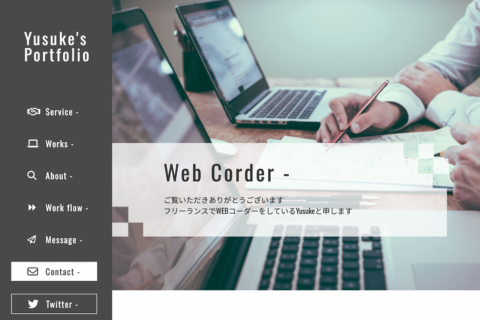 Yusuke's
Portfolio
Service -
Works -
About -
Work flow -
Message -
Contact -
Twitter -
Web Corder -
ご覧いただきありがとうございます
フリーランスでWEBコーダーをしているYusukeと申します